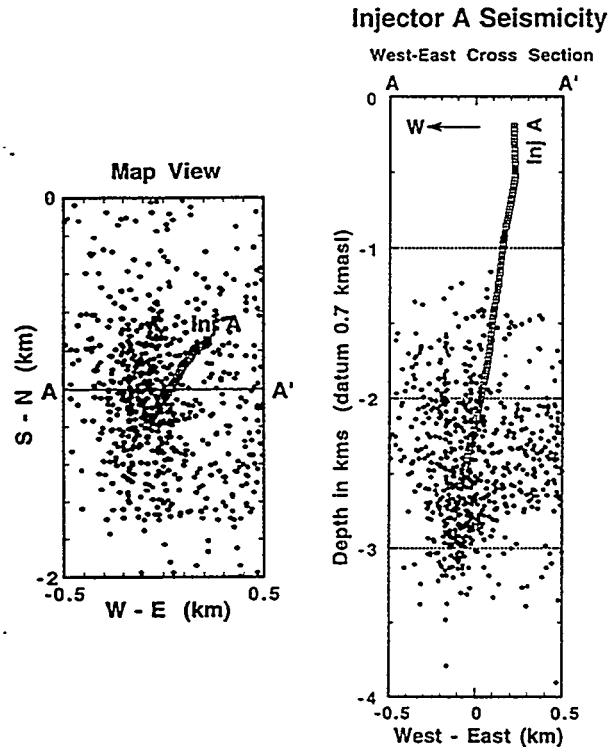 Injector A Seismicity
West-East Cross Section
A A'
0
W
Inj A
-1
-2
-3
-4
Depth in kms (datum 0.7 kmasl)
-0.5 0 0.5
West - East (km)
Map View
0
Inj A
A A'
-2
S - N (km)
-0.5 0.5
W - E (km)